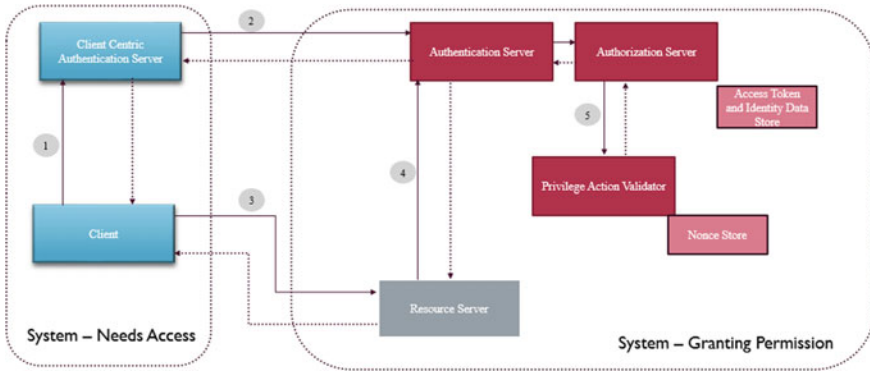 2
Client Centric
Authentication Server
Authentication Server
Authorization Server
Access Token
and Identity Data
Store
1
5
4
Privilege Action Validator
3
Client
Nonce Store
Resource Server
System – Needs Access
System – Granting Permission